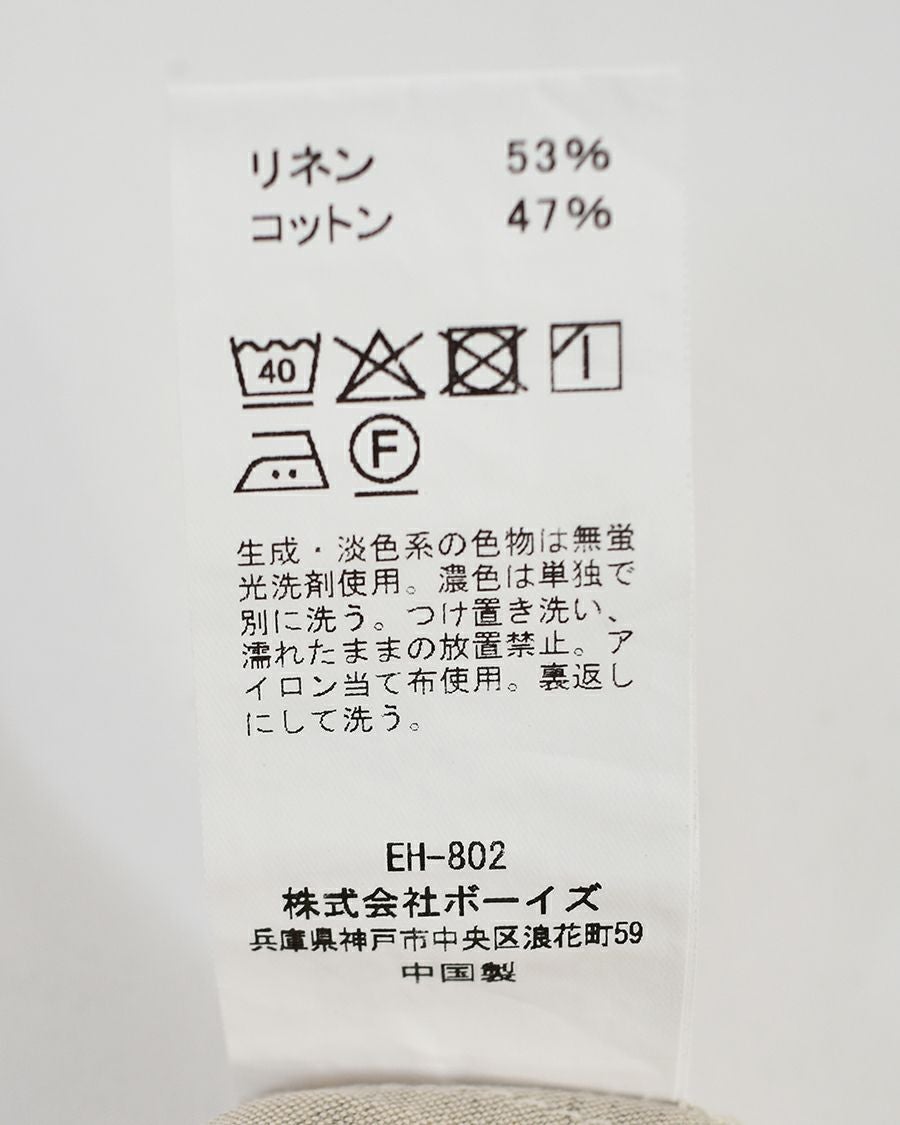 リネン 53%
コットン 47%
40
F
生成・淡色系の色物は無蛍
光洗剤使用。濃色は単独で
別に洗う。つけ置き洗い、
濡れたままの放置禁止。ア
イロン当て布使用。裏返し
にして洗う。
EH-802
株式会社ボーイズ
兵庫県神戸市中央区浪花町59
中国製